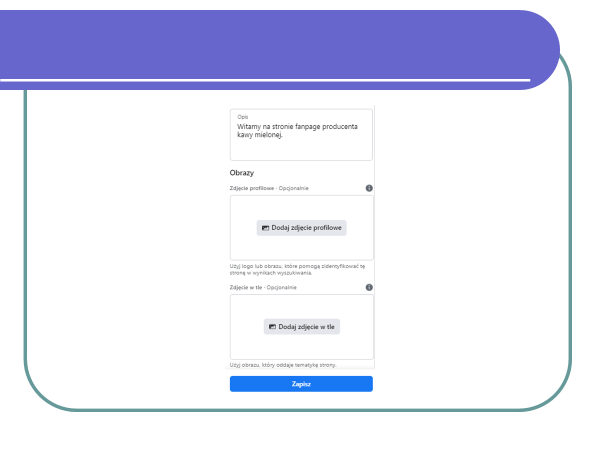 Opis
Witamy na stronie fanpage producenta
kawy mielonej.
Obrazy
Zdjęcie profilowe · Opcjonalnie
Dodaj zdjęcie profilowe
Użyj logo lub obrazu, które pomogą zidentyfikować tę
stronę w wynikach wyszukiwania.
Zdjęcie w tle · Opcjonalnie
Dodaj zdjęcie w tle
Użyj obrazu, który oddaje tematykę strony.
Zapisz